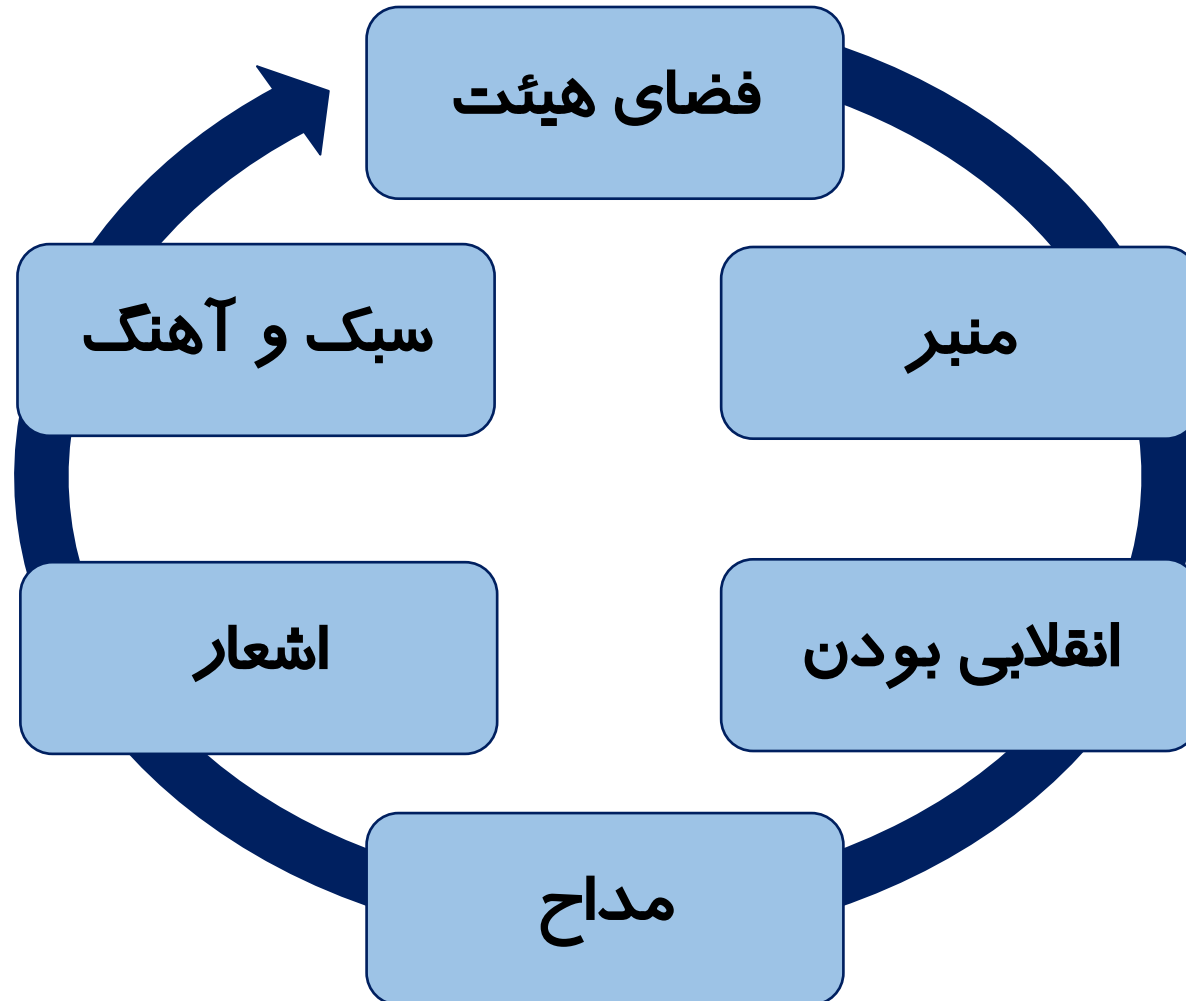 فضای هیئت
منبر
انقلابی بودن
مداح
اشعار
سبک و آهنگ